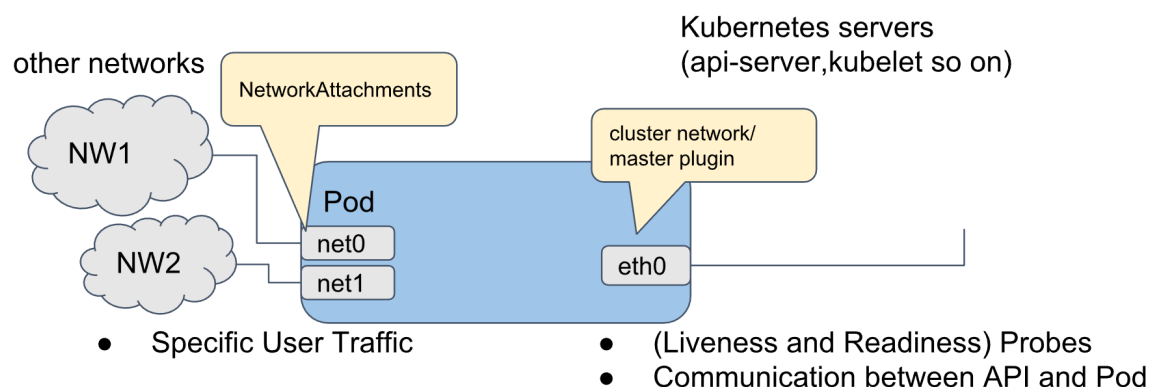 Kubernetes servers
(api-server,kubelet so on)
other networks
NetworkAttachments
NW1
cluster network/
master plugin
Pod
net0
NW2
eth0
net1
● Specific User Traffic
● (Liveness and Readiness) Probes
● Communication between API and Pod